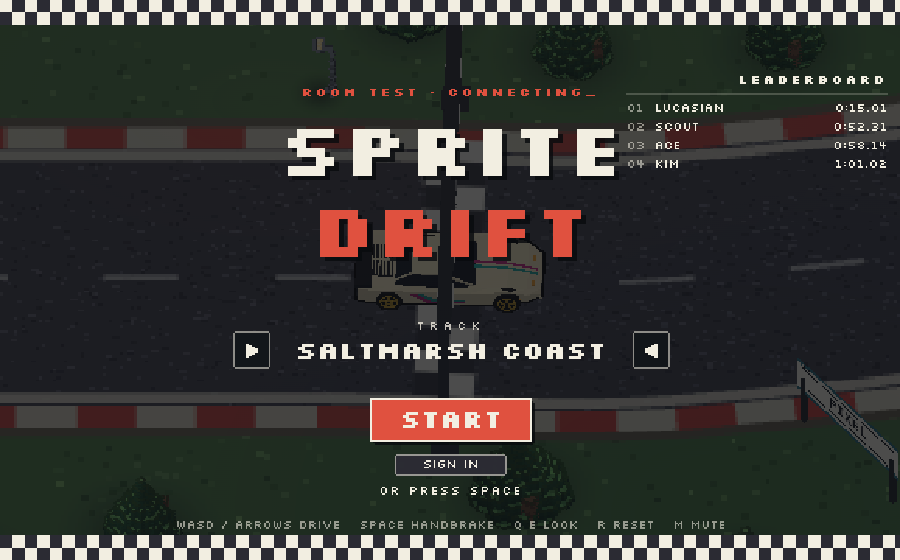 ROOM TEST · CONNECTING_
LEADERBOARD
01 LUCASIAN 0:15.01
02 SCOUT 0:52.31
03 ACE 0:58.14
04 KIM 1:01.02
SPRITE
DRIFT
TRACK
SALTMARSH COAST
START
SIGN IN
OR PRESS SPACE
WASD / ARROWS DRIVE SPACE HANDBRAKE Q E LOOK R RESET M MUTE